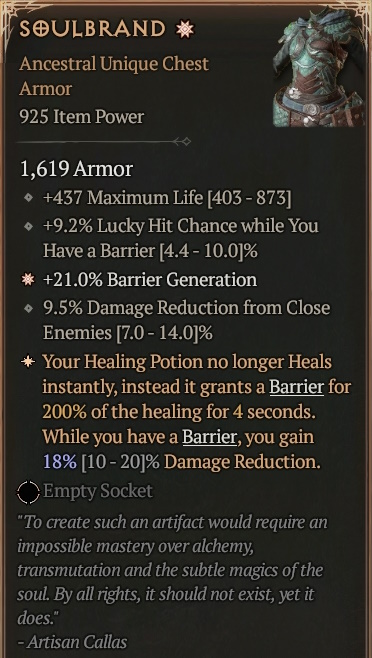 SOULBRAND
Ancestral Unique Chest
Armor
925 Item Power
1,619 Armor
+437 Maximum Life [403 - 873]
+9.2% Lucky Hit Chance while You
Have a Barrier [4.4 - 10.0]%
+21.0% Barrier Generation
9.5% Damage Reduction from Close
Enemies [7.0 - 14.0]%
Your Healing Potion no longer Heals
instantly, instead it grants a Barrier for
200% of the healing for 4 seconds.
While you have a Barrier, you gain
18% [10 - 20]% Damage Reduction.
Empty Socket
"To create such an artifact would require an
impossible mastery over alchemy,
transmutation and the subtle magics of the
soul. By all rights, it should not exist, yet it
does."
- Artisan Callas